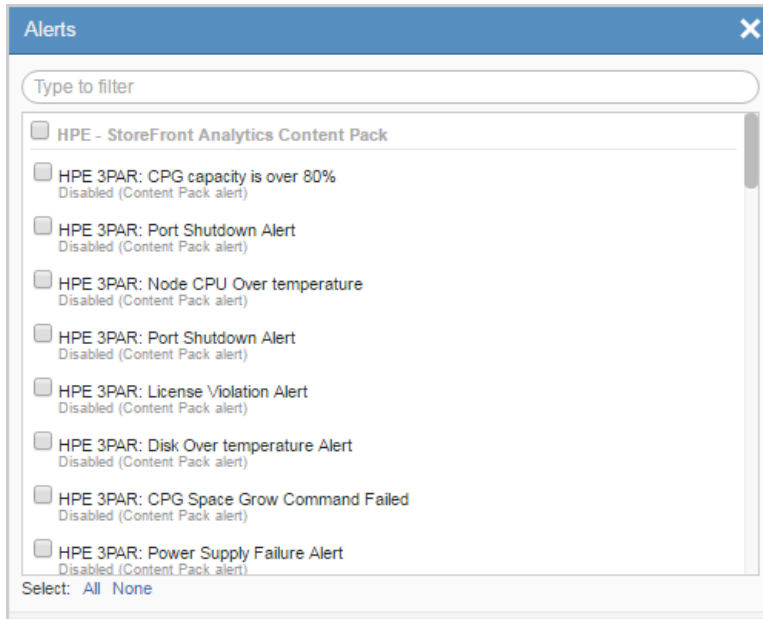 Alerts
Type to filter
HPE - StoreFront Analytics Content Pack
HPE 3PAR: CPG capacity is over 80%
Disabled (Content Pack alert)
HPE 3PAR: Port Shutdown Alert
Disabled (Content Pack alert)
HPE 3PAR: Node CPU Over temperature
Disabled (Content Pack alert)
HPE 3PAR: Port Shutdown Alert
Disabled (Content Pack alert)
HPE 3PAR: License Violation Alert
Disabled (Content Pack alert)
HPE 3PAR: Disk Over temperature Alert
Disabled (Content Pack alert)
HPE 3PAR: CPG Space Grow Command Failed
Disabled (Content Pack alert)
HPE 3PAR: Power Supply Failure Alert
Disabled (Content Pack alert)
Select: All None